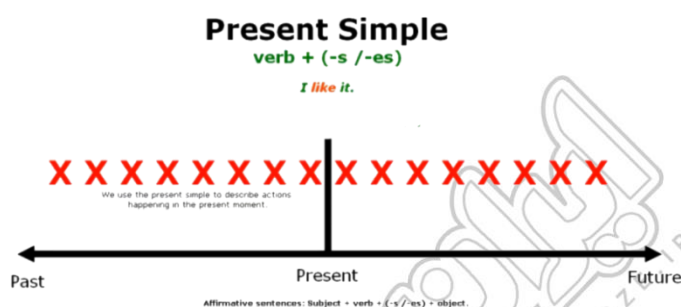 Present Simple
verb + (-s /-es)
I like it.
X X X X X X X X X X X X X X X X
We use the present simple to describe actions
happening in the present moment.
Past
Present
Future
Affirmative sentences: Subject + verb + (-s /-es) + object.